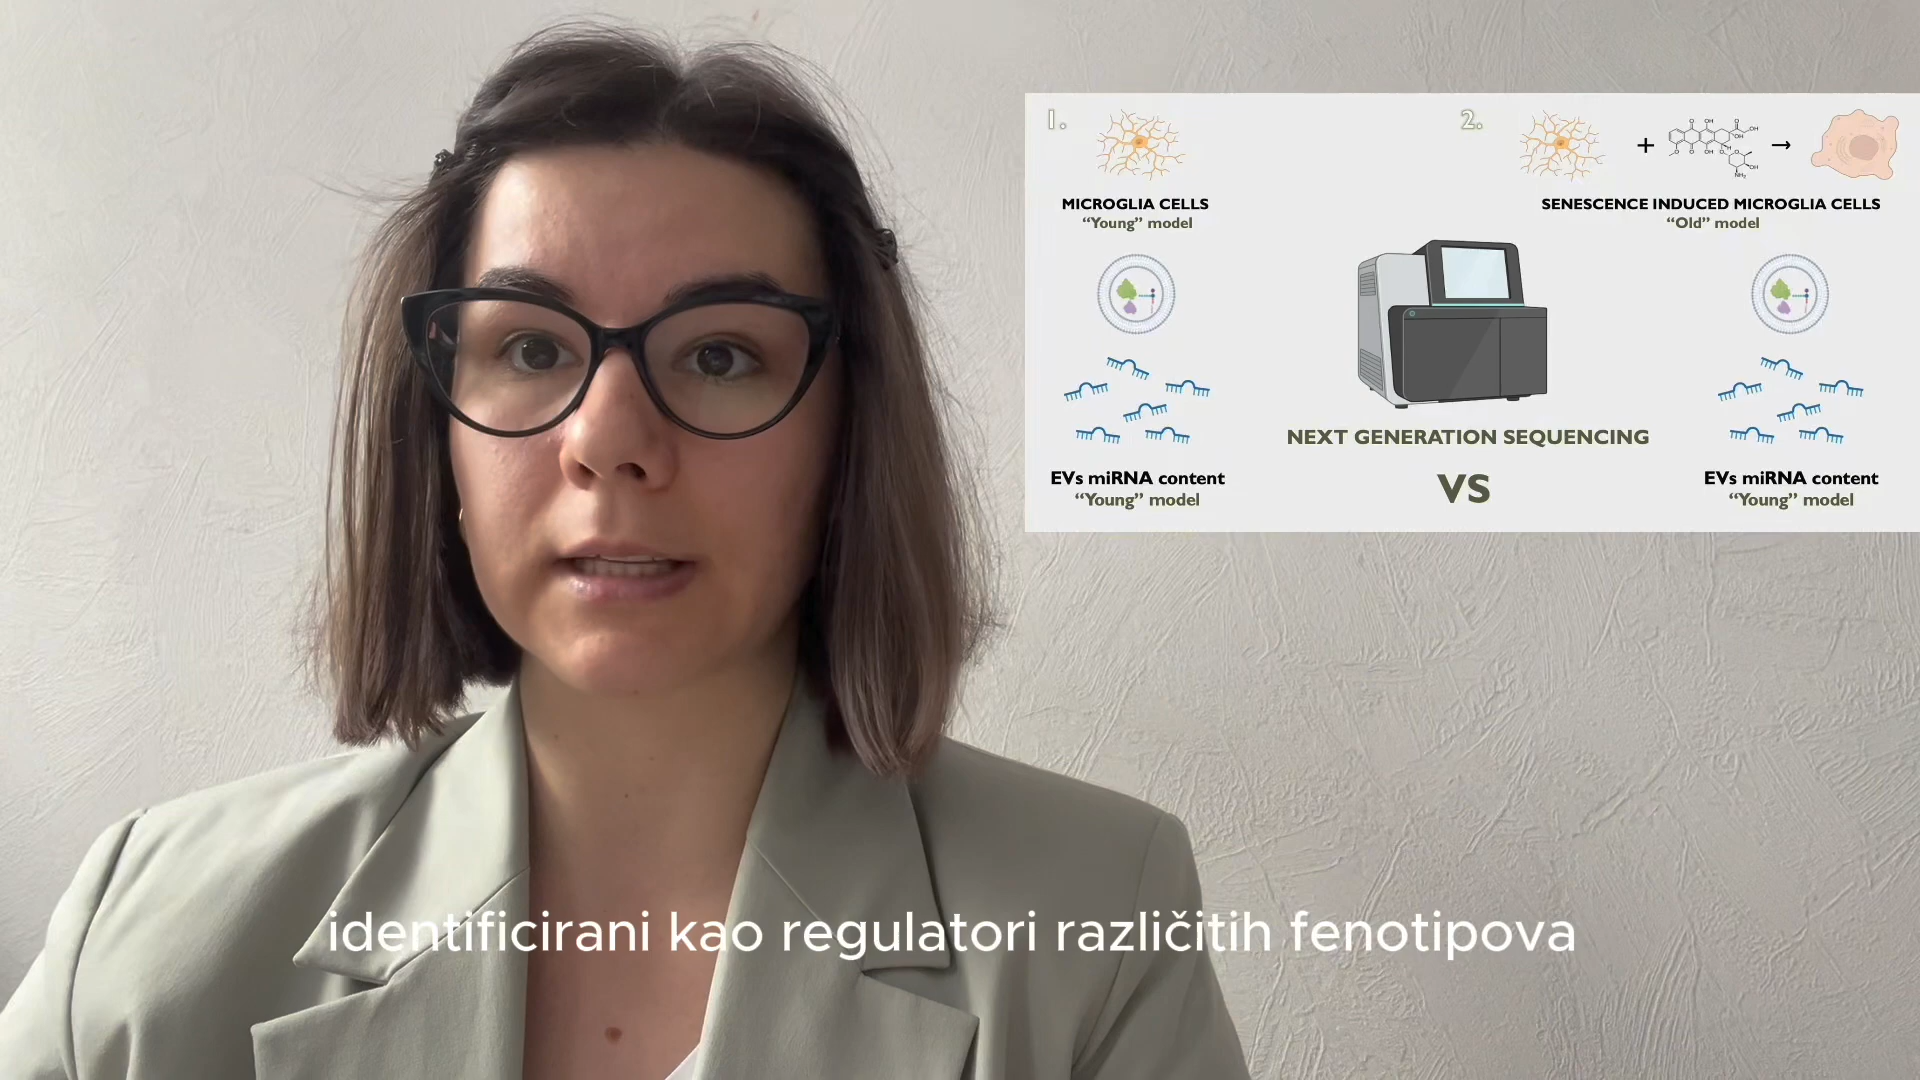 1.
2.
MICROGLIA CELLS
“Young” model
SENESCENCE INDUCED MICROGLIA CELLS
“Old” model
NEXT GENERATION SEQUENCING
VS
EVs miRNA content
“Young” model
EVs miRNA content
“Young” model
identificirani kao regulatori različitih fenotipova